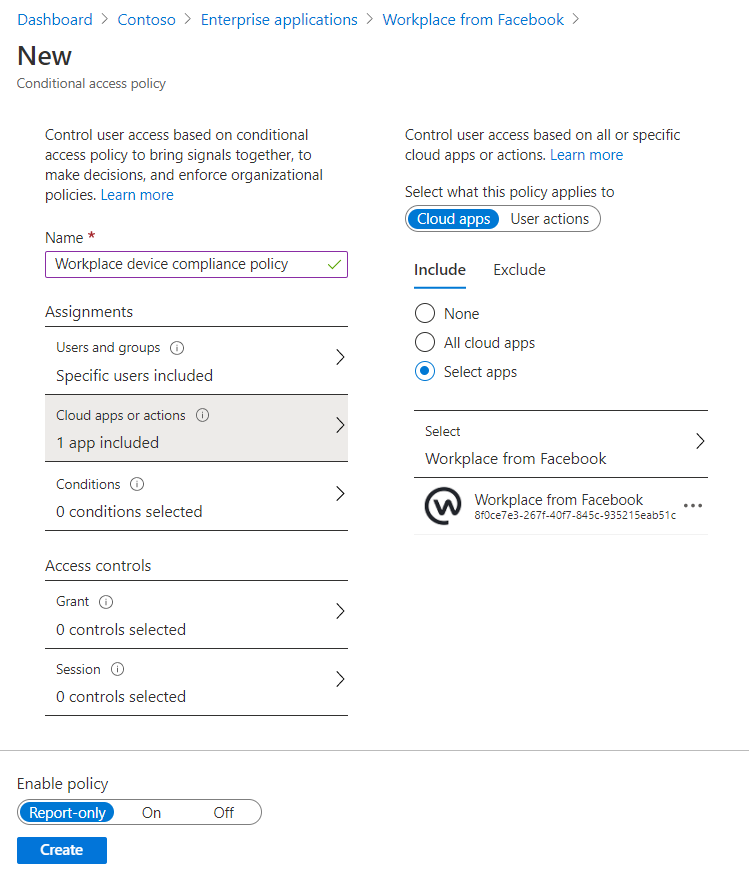 Dashboard > Contoso > Enterprise applications > Workplace from Facebook >
New
Conditional access policy
Control user access based on conditional
access policy to bring signals together, to
make decisions, and enforce organizational
policies. Learn more
Name *
Workplace device compliance policy
Assignments
Users and groups
Specific users included
Cloud apps or actions
1 app included
Conditions
0 conditions selected
Access controls
Grant
0 controls selected
Session
0 controls selected
Control user access based on all or specific
cloud apps or actions. Learn more
Select what this policy applies to
Cloud apps User actions
Include Exclude
None
All cloud apps
Select apps
Select
Workplace from Facebook
Workplace from Facebook
8f0ce7e3-267f-40f7-845c-935215eab51c
Enable policy
Report-only On Off
Create